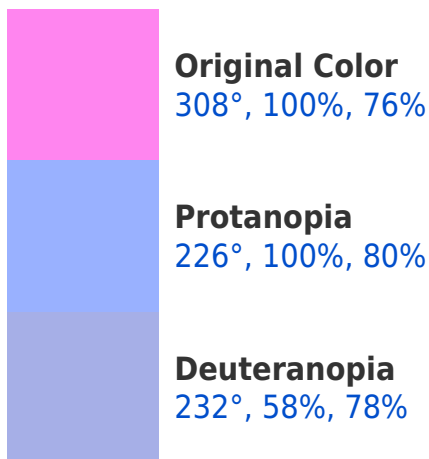 Original Color
308°, 100%, 76%
Protanopia
226°, 100%, 80%
Deuteranopia
232°, 58%, 78%